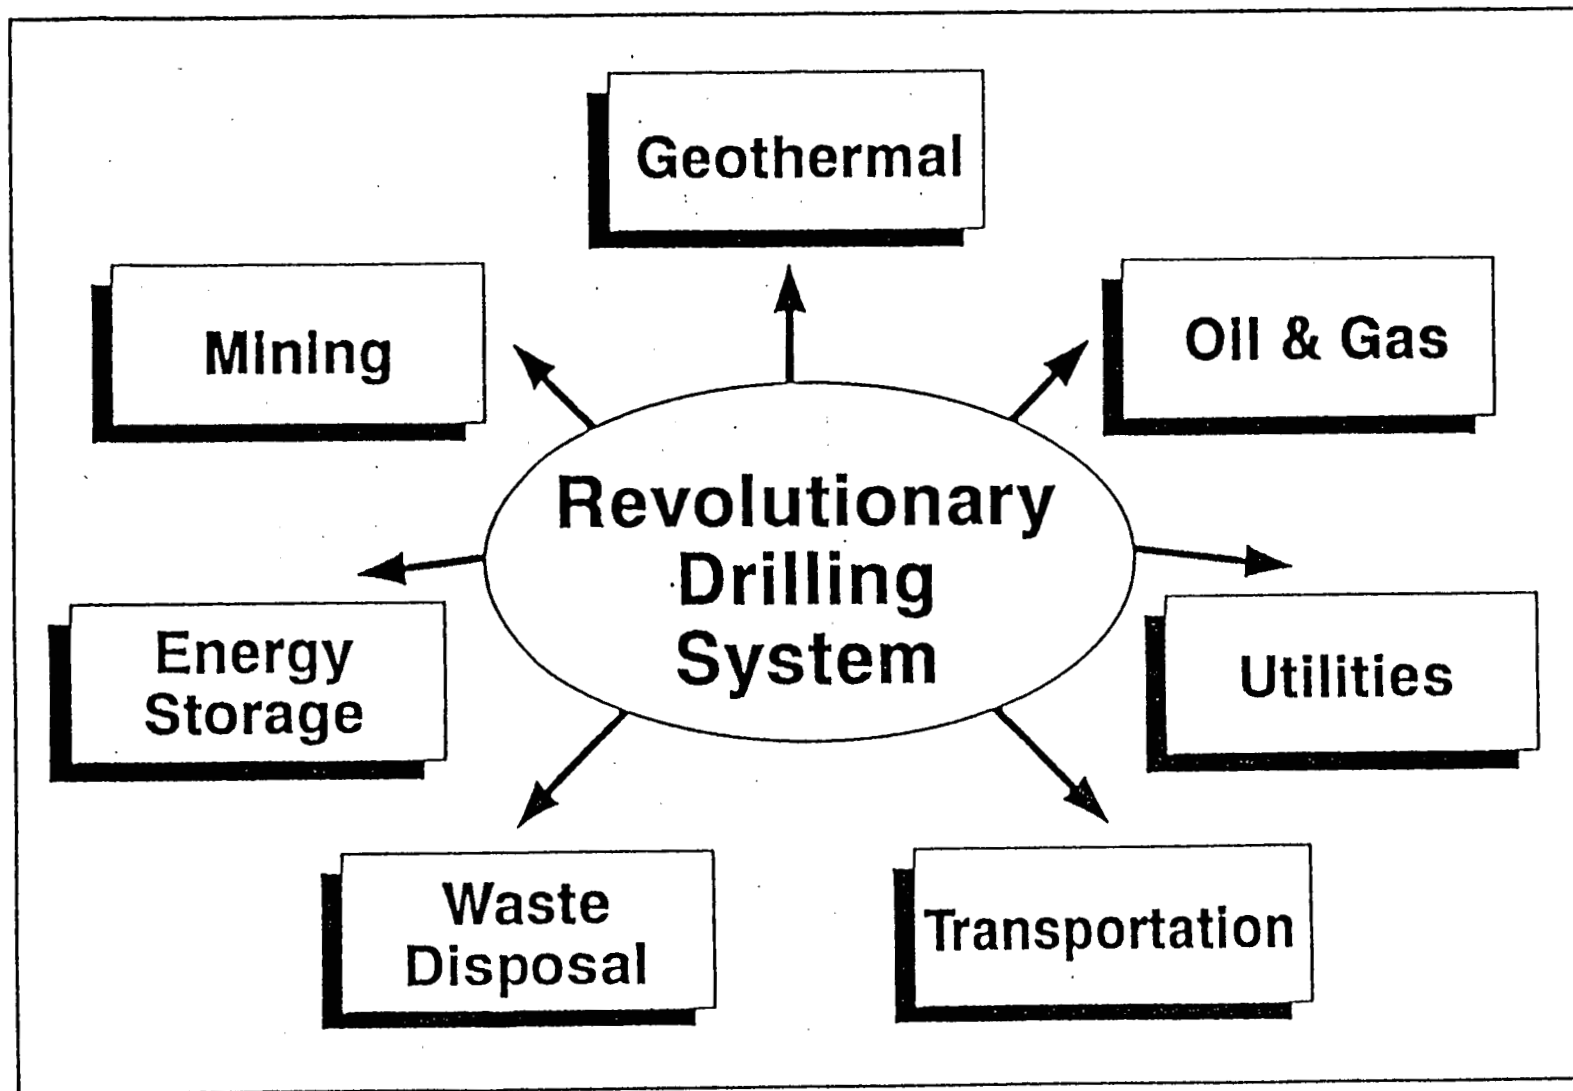 Geothermal
Mining
Oil & Gas
Revolutionary
Drilling
System
Energy
Storage
Utilities
Waste
Disposal
Transportation